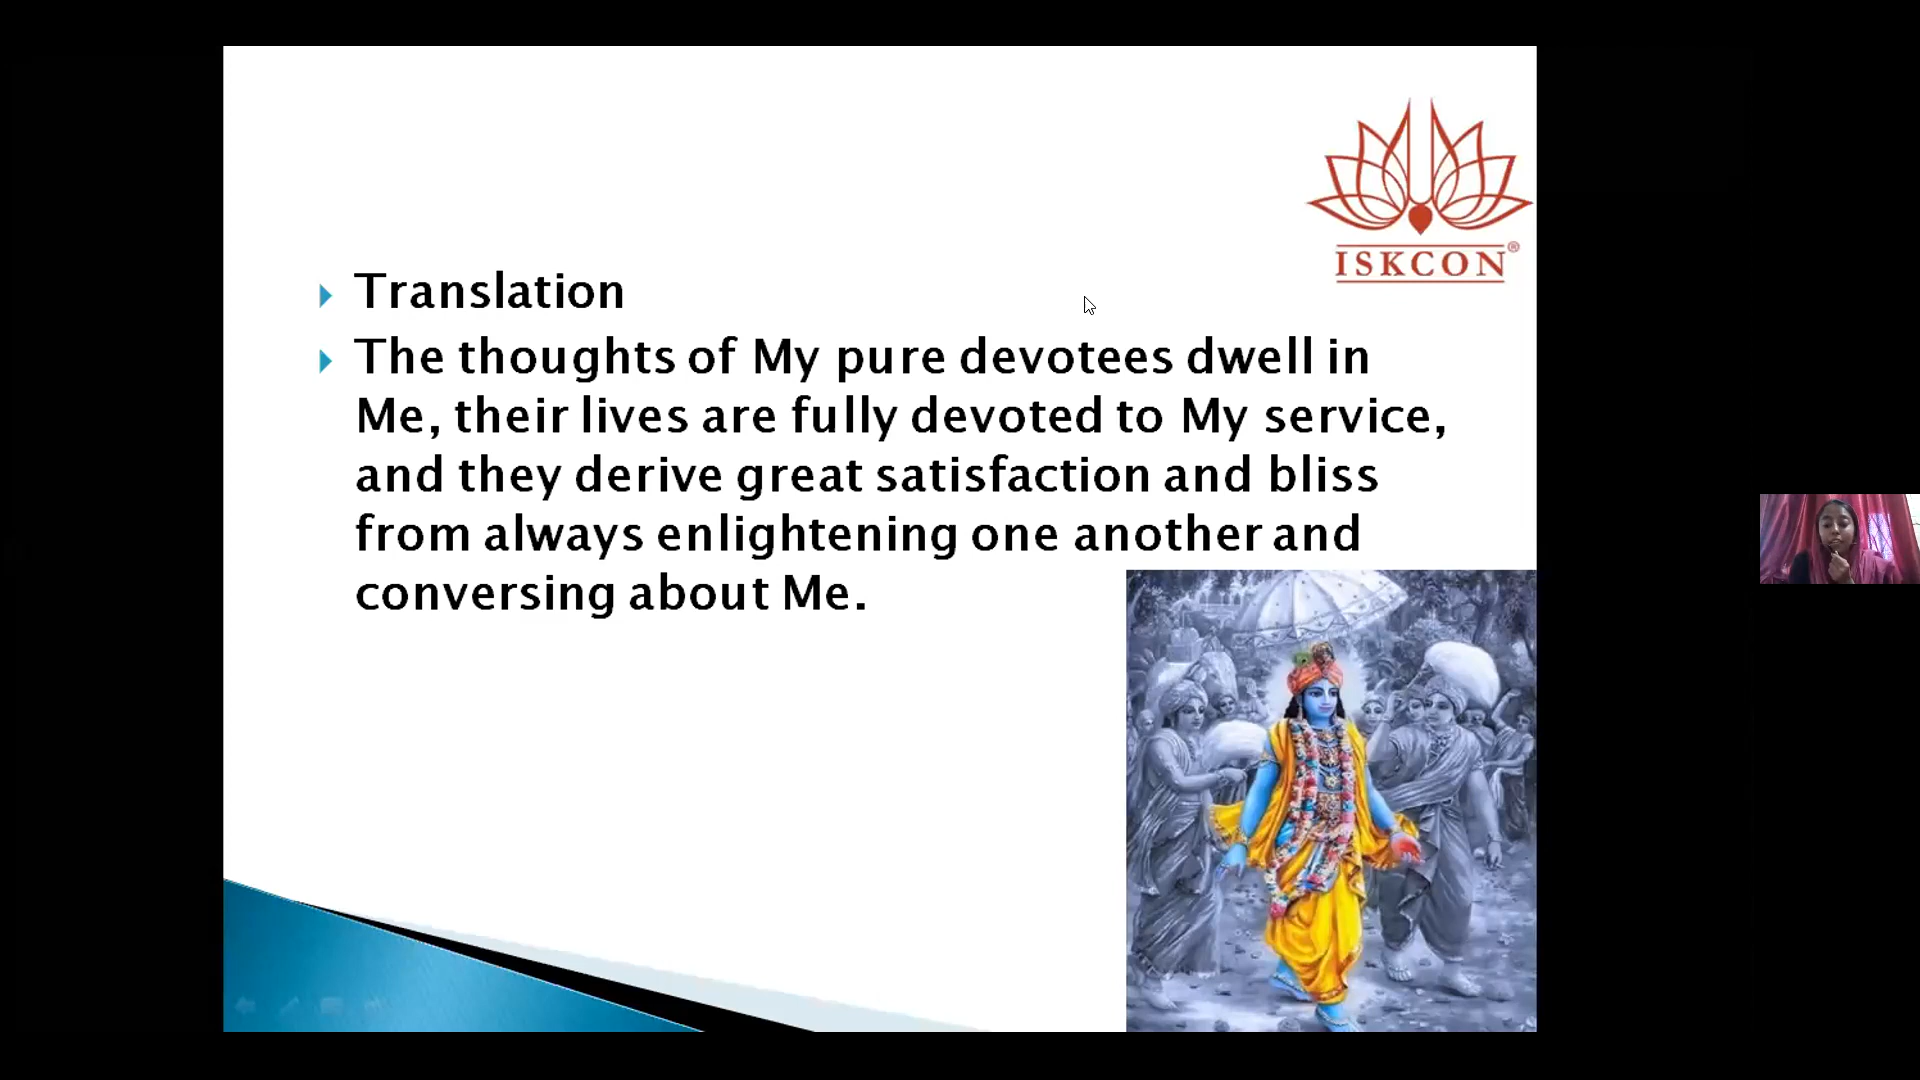 ISKCON®
Translation
The thoughts of My pure devotees dwell in
Me, their lives are fully devoted to My service,
and they derive great satisfaction and bliss
from always enlightening one another and
conversing about Me.